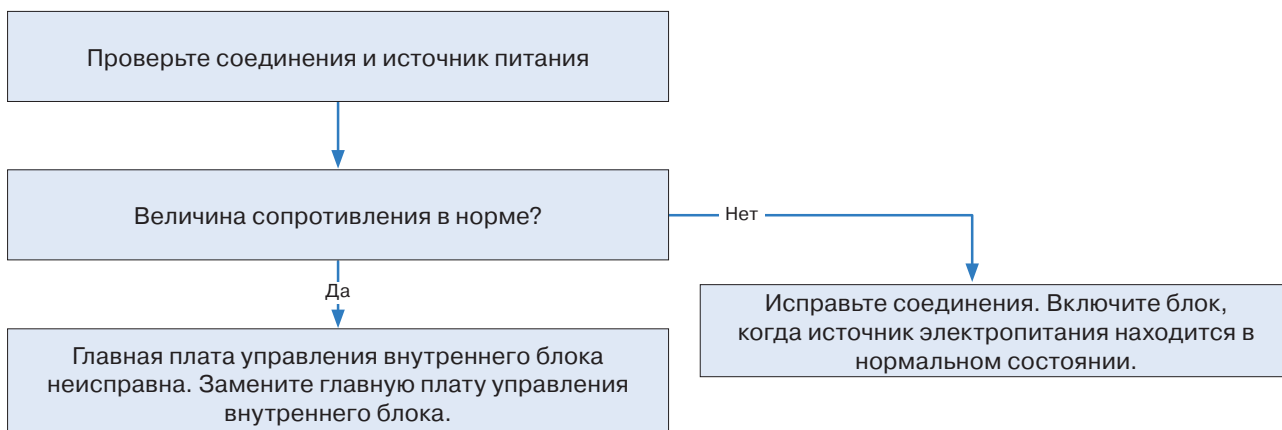 Проверьте соединения и источник питания
Величина сопротивления в норме?
Нет
Да
Исправьте соединения. Включите блок,
когда источник электропитания находится в
нормальном состоянии.
Главная плата управления внутреннего блока
неисправна. Замените главную плату управления
внутреннего блока.